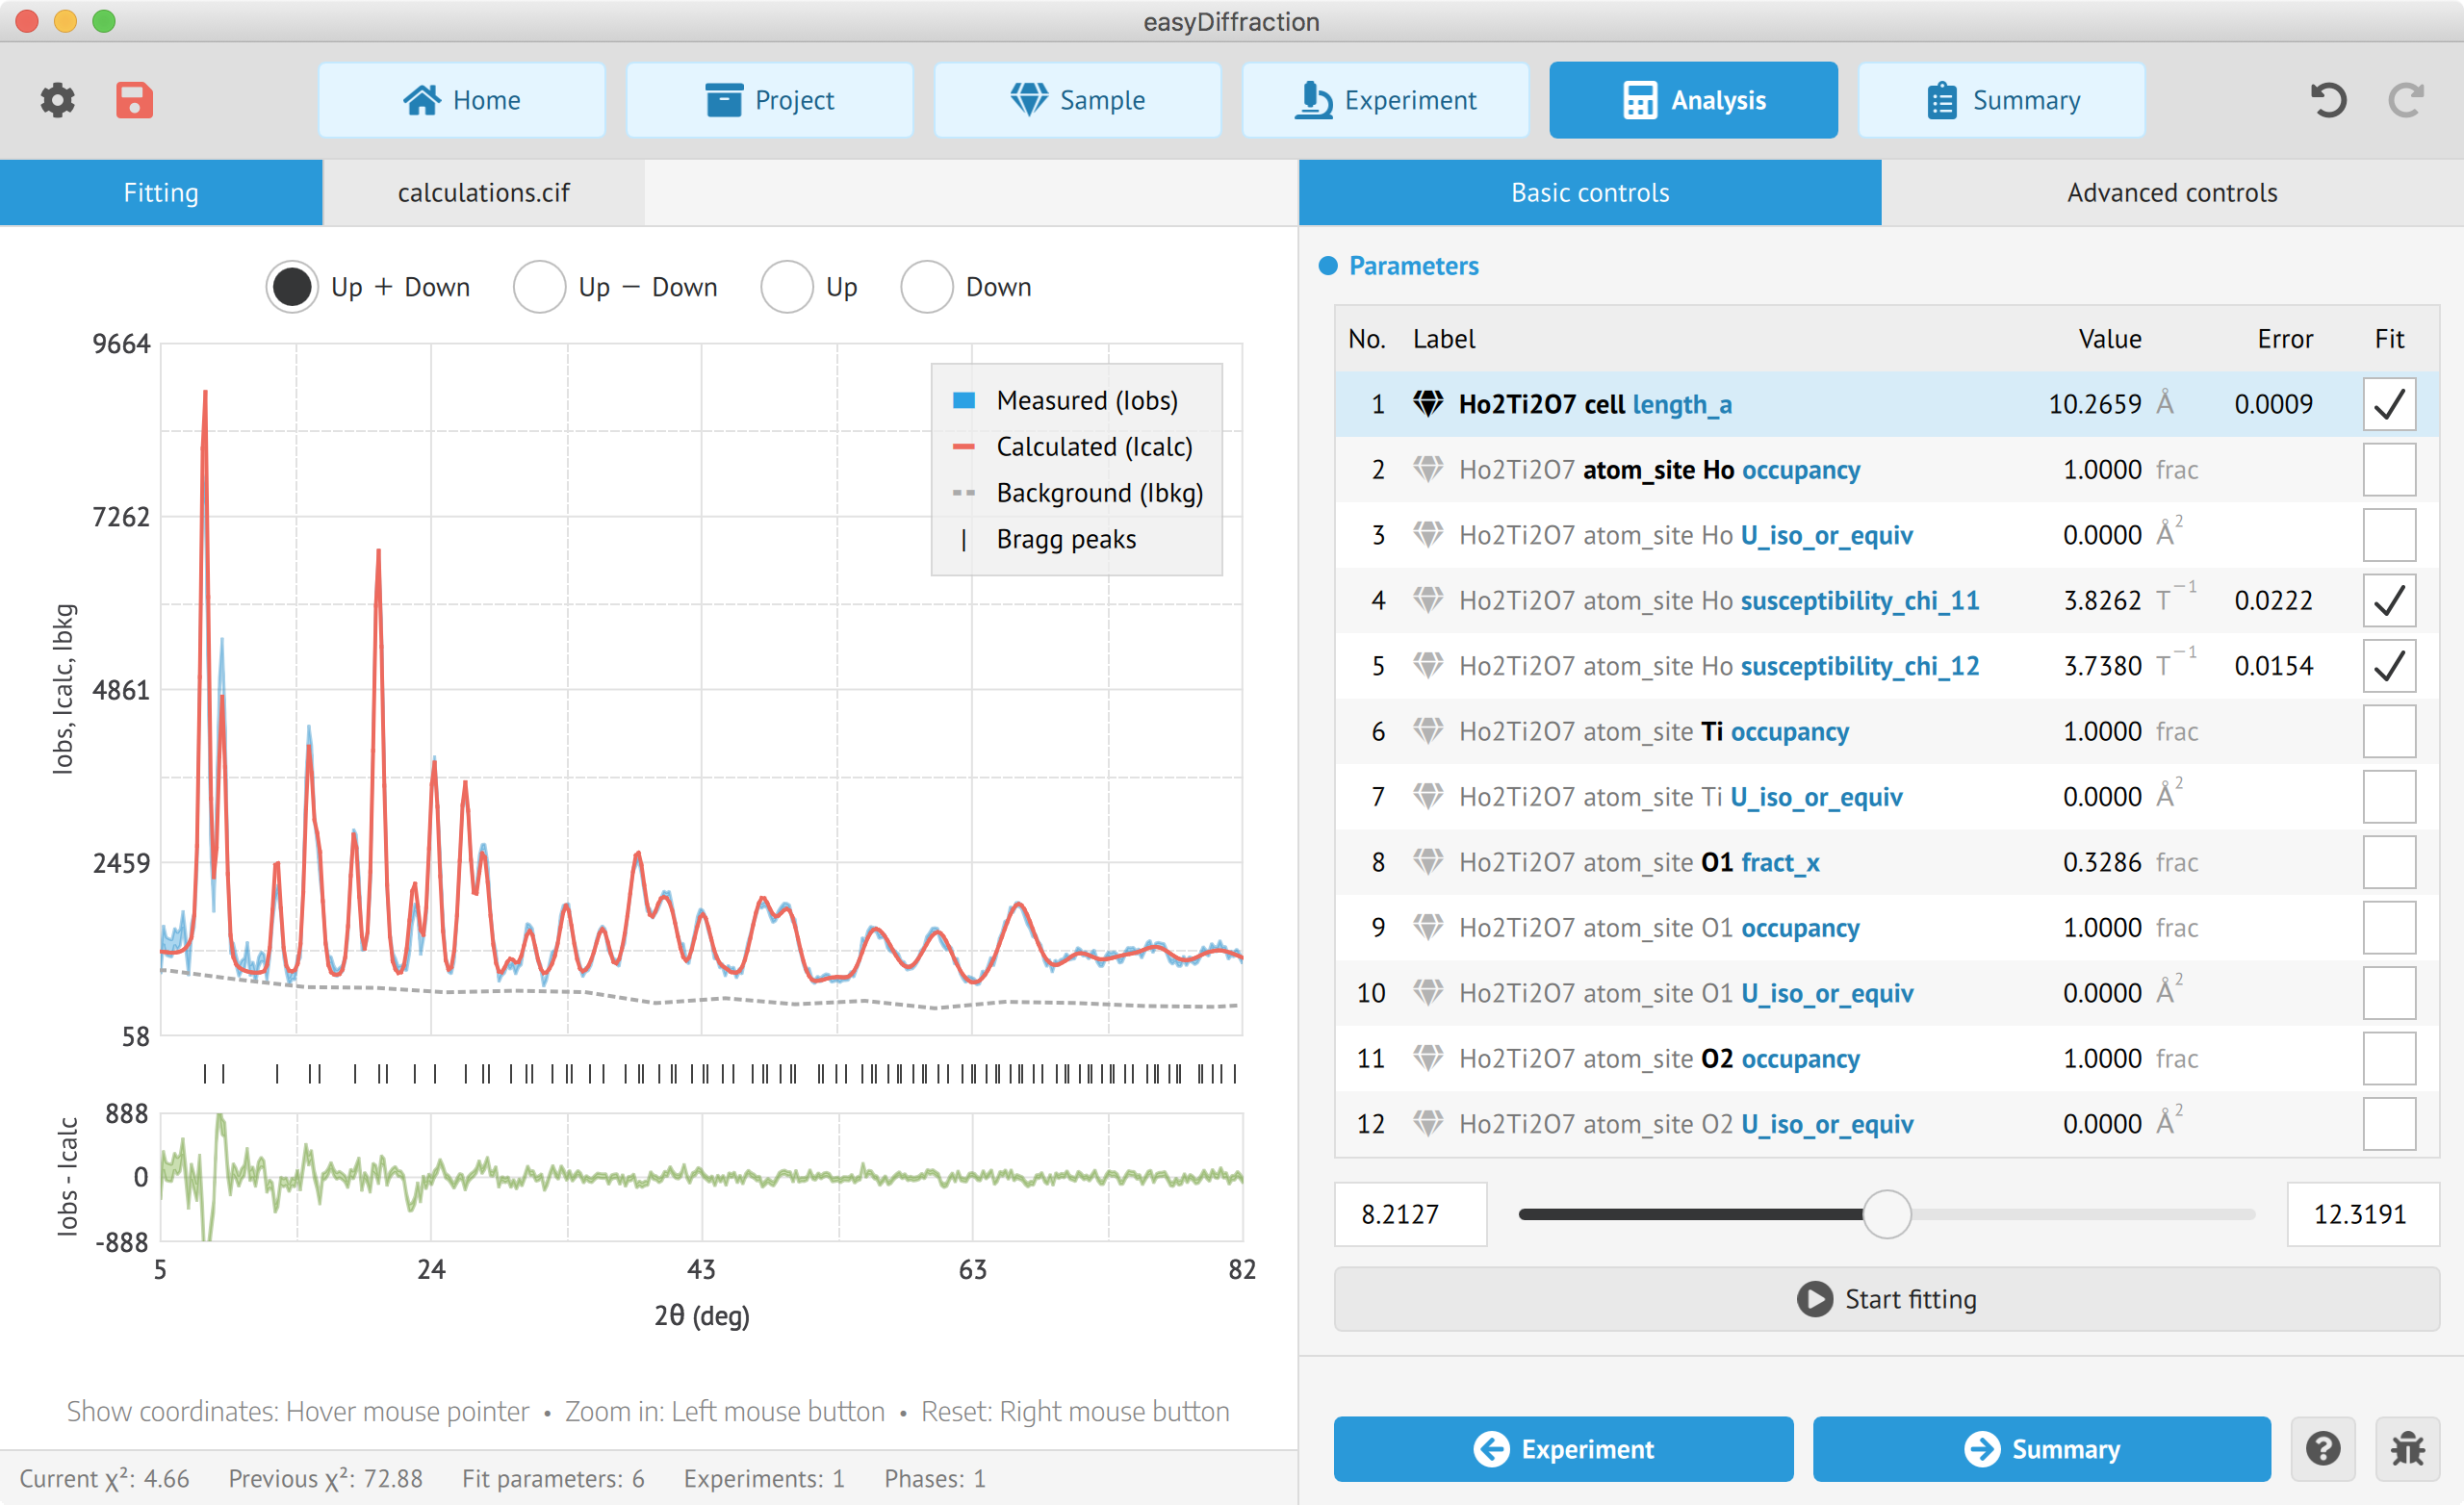 easyDiffraction
Home Project Sample Experiment Analysis Summary
Fitting calculations.cif Basic controls Advanced controls
Up + Down Up − Down Up Down
9664
7262
4861
2459
58
Iobs, Icalc, Ibkg
Measured (Iobs)
Calculated (Icalc)
Background (Ibkg)
Bragg peaks
888
0
-888
Iobs - Icalc
5 24 43 63 82
2θ (deg)
Show coordinates: Hover mouse pointer • Zoom in: Left mouse button • Reset: Right mouse button
Current χ²: 4.66 Previous χ²: 72.88 Fit parameters: 6 Experiments: 1 Phases: 1
Parameters
No. Label Value Error Fit
1 Ho2Ti2O7 cell length_a 10.2659 Å 0.0009
2 Ho2Ti2O7 atom_site Ho occupancy 1.0000 frac
3 Ho2Ti2O7 atom_site Ho U_iso_or_equiv 0.0000 Å²
4 Ho2Ti2O7 atom_site Ho susceptibility_chi_11 3.8262 T⁻¹ 0.0222
5 Ho2Ti2O7 atom_site Ho susceptibility_chi_12 3.7380 T⁻¹ 0.0154
6 Ho2Ti2O7 atom_site Ti occupancy 1.0000 frac
7 Ho2Ti2O7 atom_site Ti U_iso_or_equiv 0.0000 Å²
8 Ho2Ti2O7 atom_site O1 fract_x 0.3286 frac
9 Ho2Ti2O7 atom_site O1 occupancy 1.0000 frac
10 Ho2Ti2O7 atom_site O1 U_iso_or_equiv 0.0000 Å²
11 Ho2Ti2O7 atom_site O2 occupancy 1.0000 frac
12 Ho2Ti2O7 atom_site O2 U_iso_or_equiv 0.0000 Å²
8.2127 12.3191
Start fitting
Experiment Summary